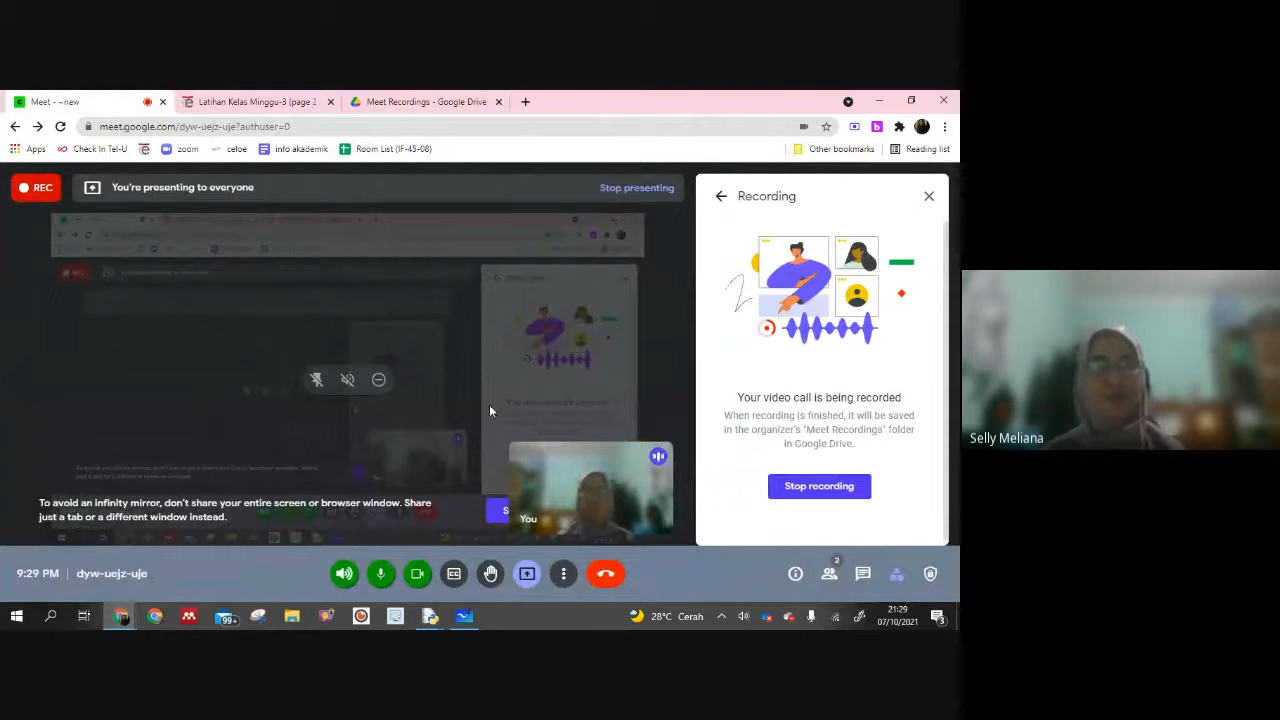 Meet - ~new
Latihan Kelas Minggu-3 (page 2
Meet Recordings - Google Drive
meet.google.com/dyw-uejz-uje?authuser=0
Apps
Check In Tel-U
zoom
celoe
info akademik
Room List (IF-45-08)
Other bookmarks
Reading list
REC
You're presenting to everyone
Stop presenting
Recording
Your video call is being recorded
When recording is finished, it will be saved
in the organizer's "Meet Recordings" folder
in Google Drive.
Stop recording
To avoid an infinity mirror, don't share your entire screen or browser window. Share
just a tab or a different window instead.
S
You
Selly Meliana
9:29 PM | dyw-uejz-uje
2
99+
28°C Cerah
21:29
07/10/2021
3